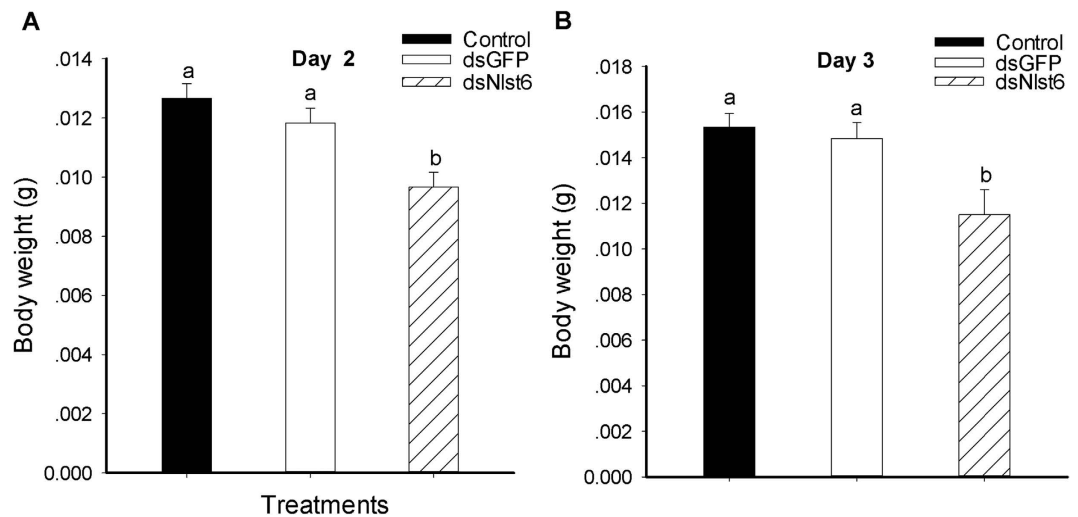 A
Day 2
Control
dsGFP
dsNlst6
.014
.012
.010
.008
.006
.004
.002
0.000
Body weight (g)
a
a
b
Treatments
B
Day 3
Control
dsGFP
dsNlst6
.018
.016
.014
.012
.010
.008
.006
.004
.002
0.000
Body weight (g)
a
a
b